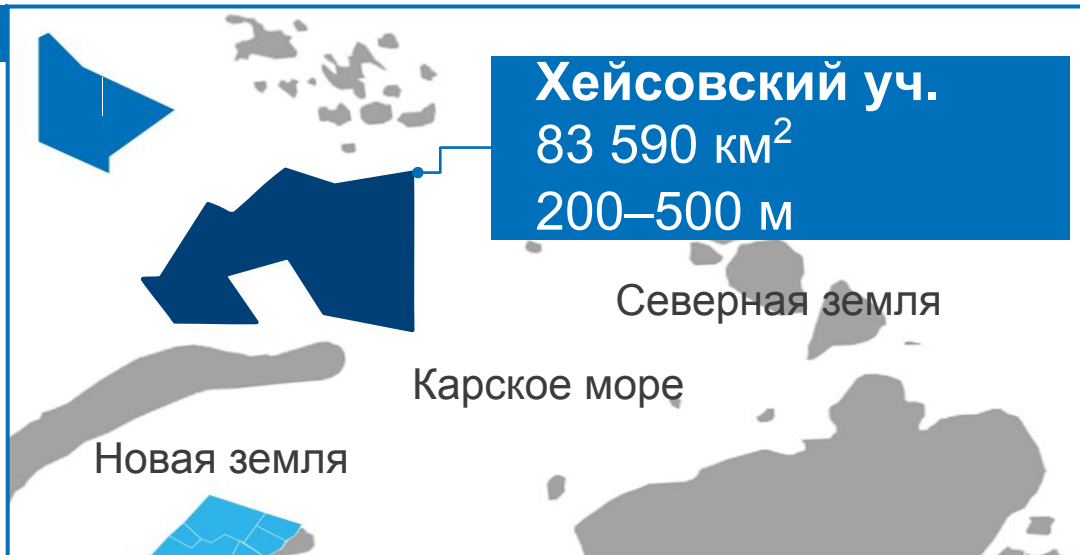 Хейсовский уч.
83 590 км²
200–500 м
Северная земля
Карское море
Новая земля